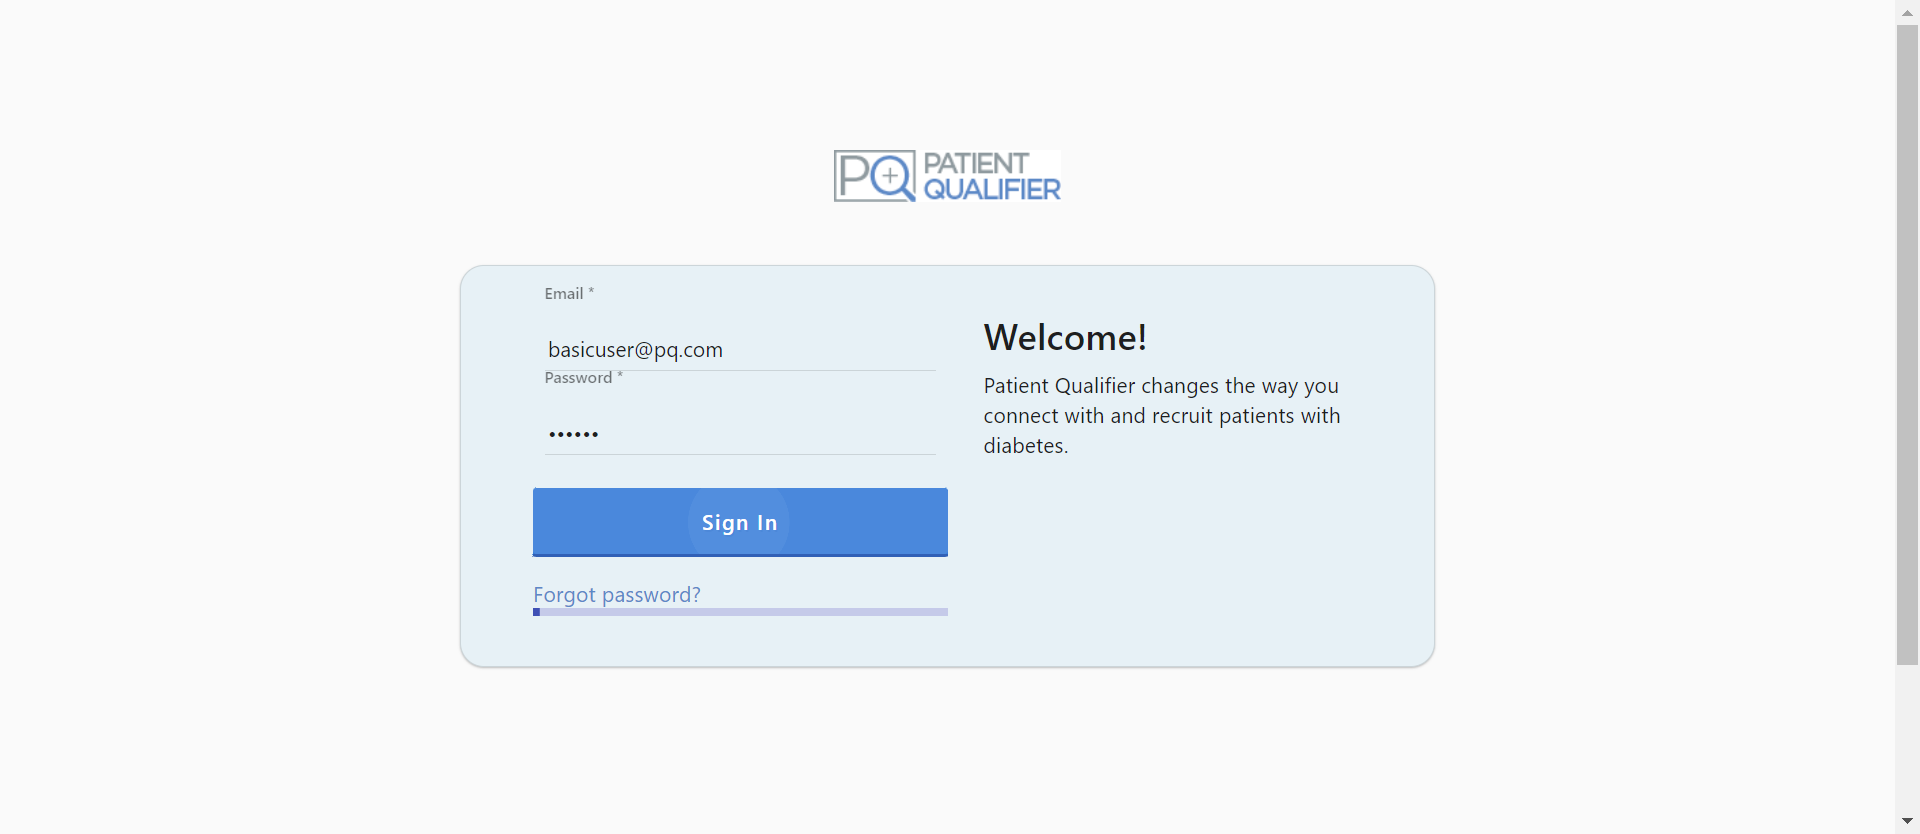 PQ PATIENT
QUALIFIER
Email *
basicuser@pq.com
Password *
••••••
Sign In
Forgot password?
Welcome!
Patient Qualifier changes the way you
connect with and recruit patients with
diabetes.